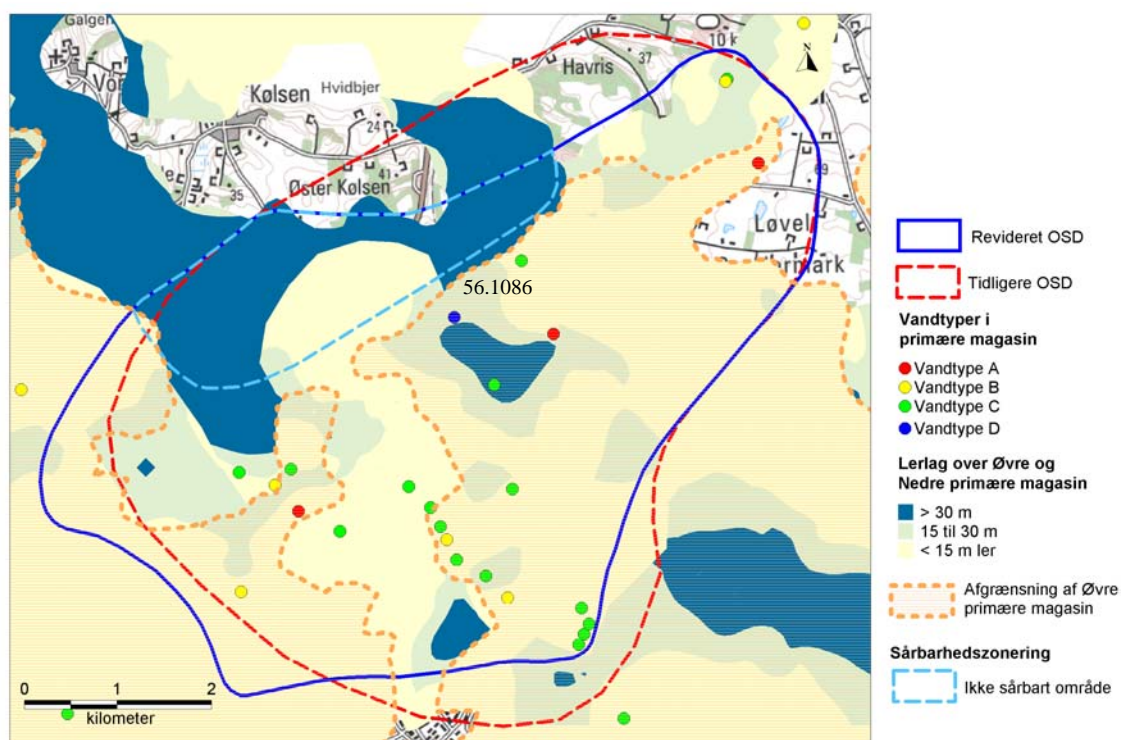 Galgen
Vor
Kølsen
Hvidbjer
24
Øster Kølsen
41
35
Havris
37
10 k
N
69
Løvel
56.1086
0 1 2
kilometer
Revideret OSD
Tidligere OSD
Vandtyper i
primære magasin
Vandtype A
Vandtype B
Vandtype C
Vandtype D
Lerlag over Øvre og
Nedre primære magasin
> 30 m
15 til 30 m
< 15 m ler
Afgrænsning af Øvre
primære magasin
Sårbarhedszonering
Ikke sårbart område